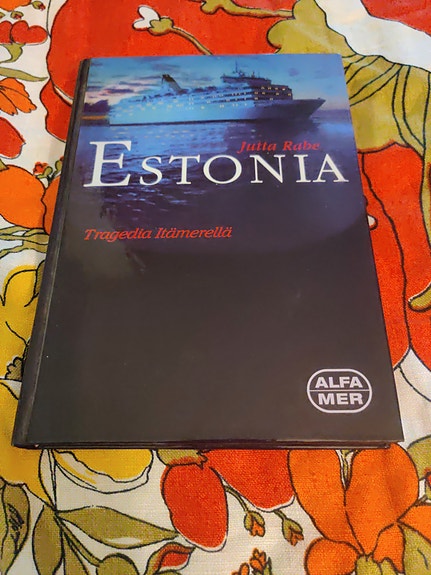 Jutta Rabe
ESTONIA
Tragedia Itämerellä
ALFA
MER